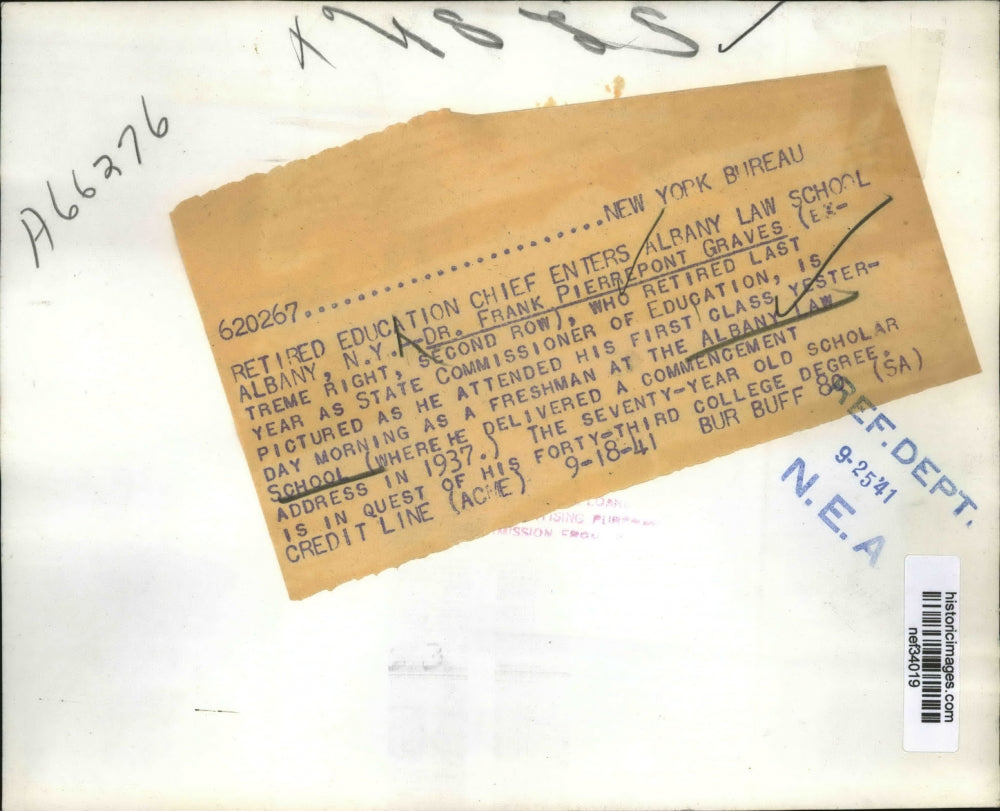 A66276
620267..............................NEW YORK BUREAU
RETIRED EDUCATION CHIEF ENTERS ALBANY LAW SCHOOL
ALBANY, N.Y.--DR. FRANK PIERREPONT GRAVES (EX-
TREME RIGHT, SECOND ROW), WHO RETIRED LAST
YEAR AS STATE COMMISSIONER OF EDUCATION, IS
PICTURED AS HE ATTENDED HIS FIRST CLASS YESTER-
DAY MORNING AS A FRESHMAN AT THE ALBANY LAW
SCHOOL (WHERE HE DELIVERED A COMMENCEMENT
ADDRESS IN 1937.) THE SEVENTY-YEAR OLD SCHOLAR
IS IN QUEST OF HIS FORTY-THIRD COLLEGE DEGREE.
CREDIT LINE (ACME) 9-18-41 BUR BUFF (SA)
REF. DEPT.
9-25'41
N.E.A
historicimages.com
nef34019